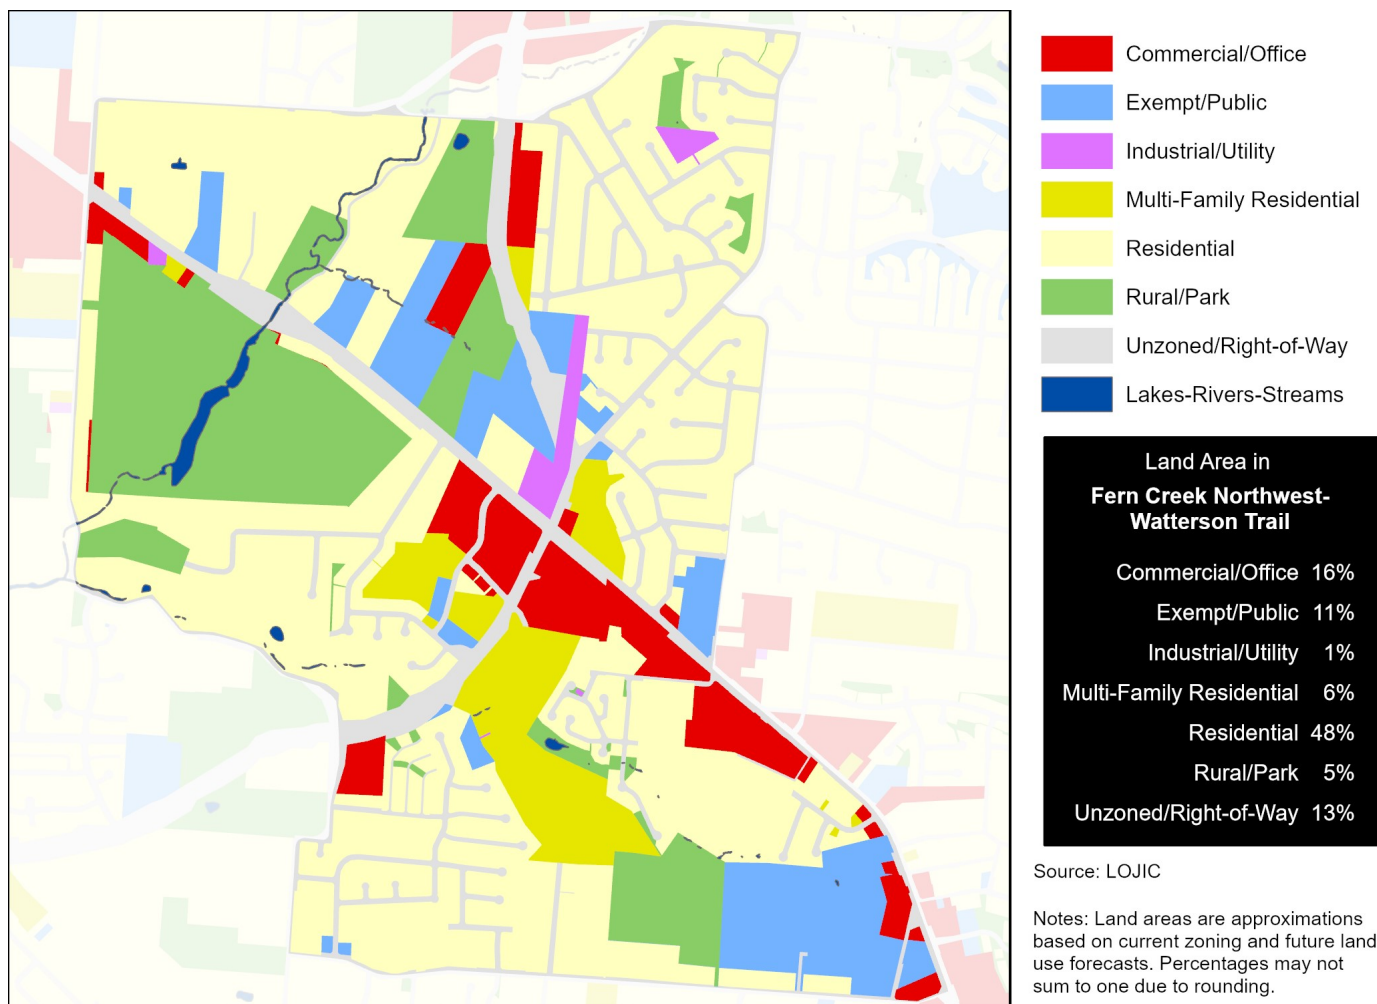 Commercial/Office
Exempt/Public
Industrial/Utility
Multi-Family Residential
Residential
Rural/Park
Unzoned/Right-of-Way
Lakes-Rivers-Streams
Land Area in
Fern Creek Northwest-
Watterson Trail
Commercial/Office 16%
Exempt/Public 11%
Industrial/Utility 1%
Multi-Family Residential 6%
Residential 48%
Rural/Park 5%
Unzoned/Right-of-Way 13%
Source: LOJIC
Notes: Land areas are approximations
based on current zoning and future land
use forecasts. Percentages may not
sum to one due to rounding.